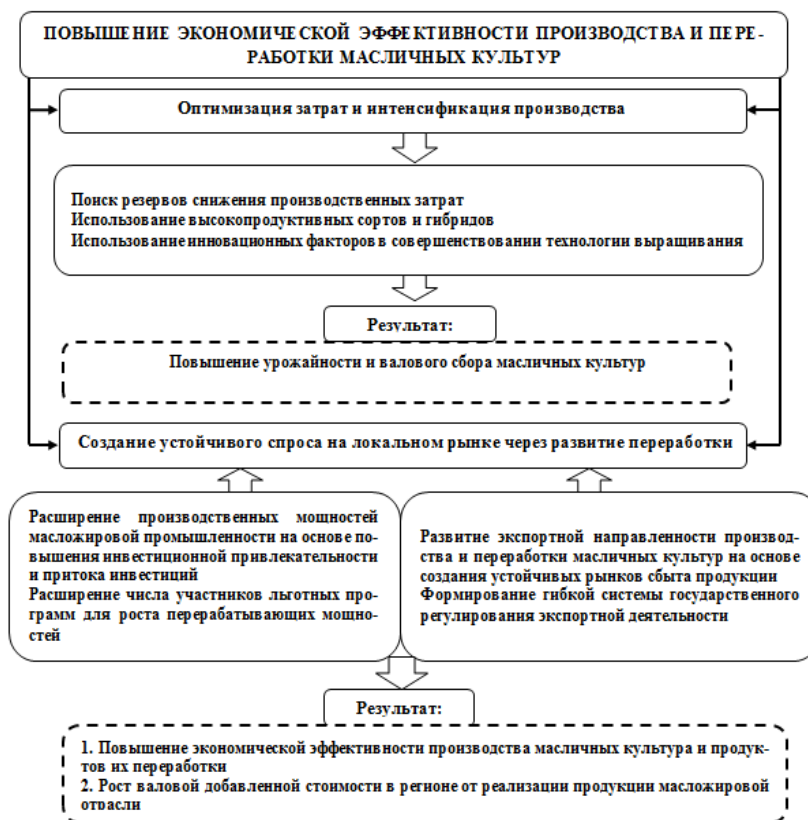 ПОВЫШЕНИЕ ЭКОНОМИЧЕСКОЙ ЭФФЕКТИВНОСТИ ПРОИЗВОДСТВА И ПЕРЕ-
РАБОТКИ МАСЛИЧНЫХ КУЛЬТУР
Оптимизация затрат и интенсификация производства
Поиск резервов снижения производственных затрат
Использование высокопродуктивных сортов и гибридов
Использование инновационных факторов в совершенствовании технологии выращивания
Результат:
Повышение урожайности и валового сбора масличных культур
Создание устойчивого спроса на локальном рынке через развитие переработки
Расширение производственных мощностей
масложировой промышленности на основе по-
вышения инвестиционной привлекательности
и притока инвестиций
Расширение числа участников льготных про-
грамм для роста перерабатывающих мощно-
стей
Развитие экспортной направленности производ-
ства и переработки масличных культур на основе
создания устойчивых рынков сбыта продукции
Формирование гибкой системы государственного
регулирования экспортной деятельности
Результат:
1. Повышение экономической эффективности производства масличных культура и продук-
тов их переработки
2. Рост валовой добавленной стоимости в регионе от реализации продукции масложировой
отрасли